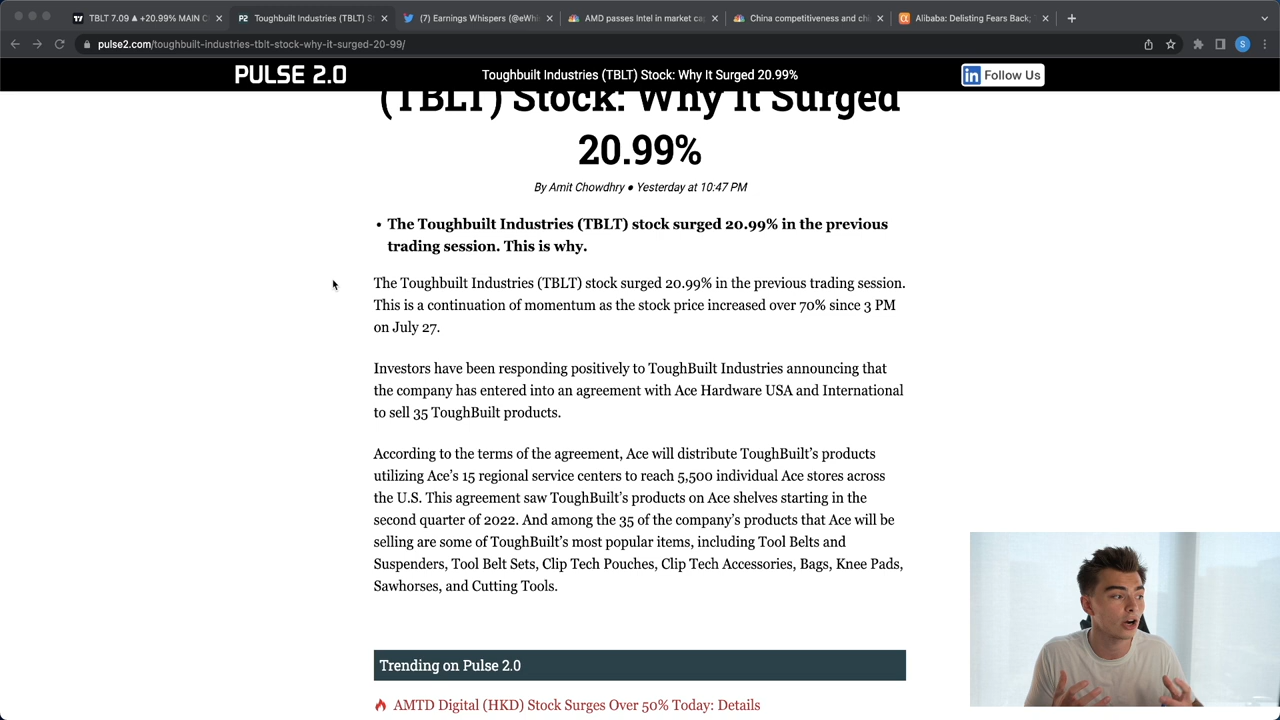 TBLT 7.09 ▲ +20.99% MAIN C
P2 Toughbuilt Industries (TBLT) S
(7) Earnings Whispers (@eWhi
AMD passes Intel in market ca
China competitiveness and chi
Alibaba: Delisting Fears Back;
pulse2.com/toughbuilt-industries-tblt-stock-why-it-surged-20-99/
S
PULSE 2.0
Toughbuilt Industries (TBLT) Stock: Why It Surged 20.99%
in Follow Us
(TBLT) Stock: Why It Surged
20.99%
By Amit Chowdhry ● Yesterday at 10:47 PM
• The Toughbuilt Industries (TBLT) stock surged 20.99% in the previous
trading session. This is why.
The Toughbuilt Industries (TBLT) stock surged 20.99% in the previous trading session.
This is a continuation of momentum as the stock price increased over 70% since 3 PM
on July 27.
Investors have been responding positively to ToughBuilt Industries announcing that
the company has entered into an agreement with Ace Hardware USA and International
to sell 35 ToughBuilt products.
According to the terms of the agreement, Ace will distribute ToughBuilt’s products
utilizing Ace’s 15 regional service centers to reach 5,500 individual Ace stores across
the U.S. This agreement saw ToughBuilt’s products on Ace shelves starting in the
second quarter of 2022. And among the 35 of the company’s products that Ace will be
selling are some of ToughBuilt’s most popular items, including Tool Belts and
Suspenders, Tool Belt Sets, Clip Tech Pouches, Clip Tech Accessories, Bags, Knee Pads,
Sawhorses, and Cutting Tools.
Trending on Pulse 2.0
AMTD Digital (HKD) Stock Surges Over 50% Today: Details